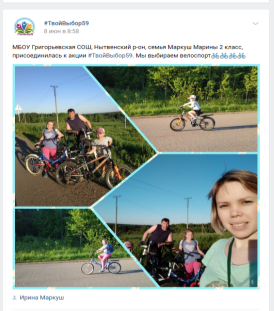 #ТвойВыбор59
8 июн в 8:58
МБОУ Григорьевская СОШ, Нытвенский р-он, семья Маркуш Марины 2 класс,
присоединилась к акции #ТвойВыбор59. Мы выбираем велоспорт🚴🚴🚴🚴
Ирина Маркуш